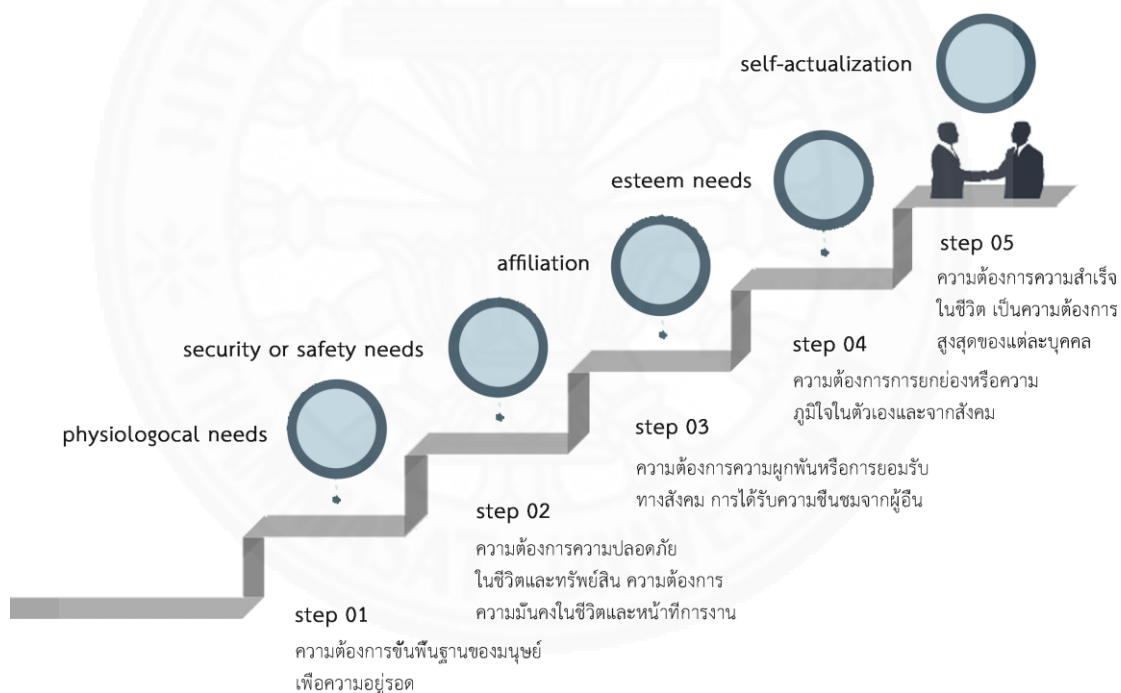 self-actualization
esteem needs
affiliation
security or safety needs
physiologocal needs
step 05
ความต้องการความสำเร็จ
ในชีวิต เป็นความต้องการ
สูงสุดของแต่ละบุคคล
step 04
ความต้องการการยกย่องหรือความ
ภูมิใจในตัวเองและจากสังคม
step 03
ความต้องการความผูกพันหรือการยอมรับ
ทางสังคม การได้รับความชืนชมจากผู้อืน
step 02
ความต้องการความปลอดภัย
ในชีวิตและทรัพย์สิน ความต้องการ
ความมันคงในชีวิตและหน้าทีการงาน
step 01
ความต้องการขันพืนฐานของมนุษย์
เพือความอยู่รอด